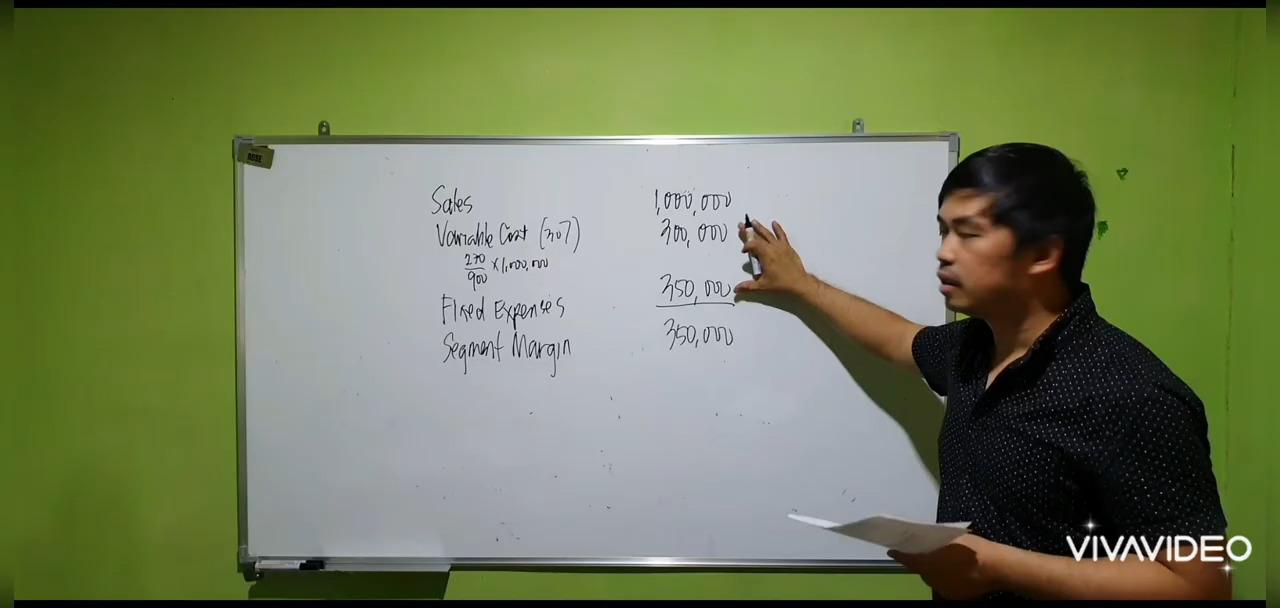 ROSE
Sales 1,000,000
Variable Cost (30%) 300,000
270/900 × 1,000,000
Fixed Expenses 350,000
Segment Margin 350,000
VIVAVIDEO